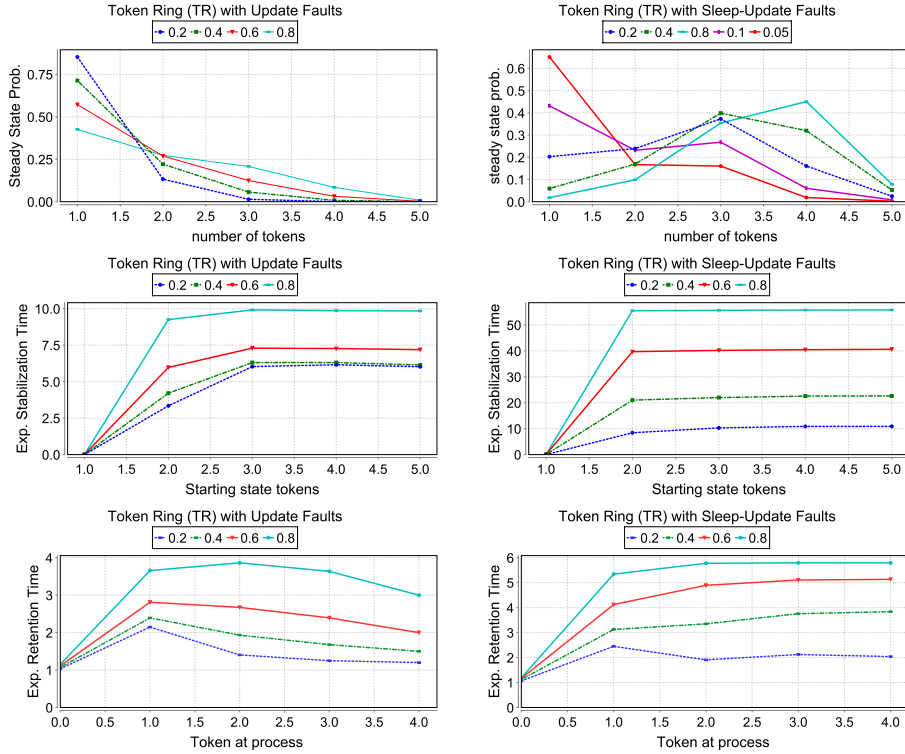 Token Ring (TR) with Update Faults
0.2 0.4 0.6 0.8
Steady State Prob.
0.75
0.50
0.25
0.00
1.0 1.5 2.0 2.5 3.0 3.5 4.0 4.5 5.0
number of tokens
Token Ring (TR) with Sleep-Update Faults
0.2 0.4 0.8 0.1 0.05
steady state prob.
0.6
0.5
0.4
0.3
0.2
0.1
0.0
1.0 1.5 2.0 2.5 3.0 3.5 4.0 4.5 5.0
number of tokens
Token Ring (TR) with Update Faults
0.2 0.4 0.6 0.8
Exp. Stabilization Time
10.0
7.5
5.0
2.5
0.0
1.0 1.5 2.0 2.5 3.0 3.5 4.0 4.5 5.0
Starting state tokens
Token Ring (TR) with Sleep-Update Faults
0.2 0.4 0.6 0.8
Exp. Stabilization Time
50
40
30
20
10
0
1.0 1.5 2.0 2.5 3.0 3.5 4.0 4.5 5.0
Starting state tokens
Token Ring (TR) with Update Faults
0.2 0.4 0.6 0.8
Exp. Retention Time
4
3
2
1
0
0.0 0.5 1.0 1.5 2.0 2.5 3.0 3.5 4.0
Token at process
Token Ring (TR) with Sleep-Update Faults
0.2 0.4 0.6 0.8
Exp. Retention Time
6
5
4
3
2
1
0
0.0 0.5 1.0 1.5 2.0 2.5 3.0 3.5 4.0
Token at process